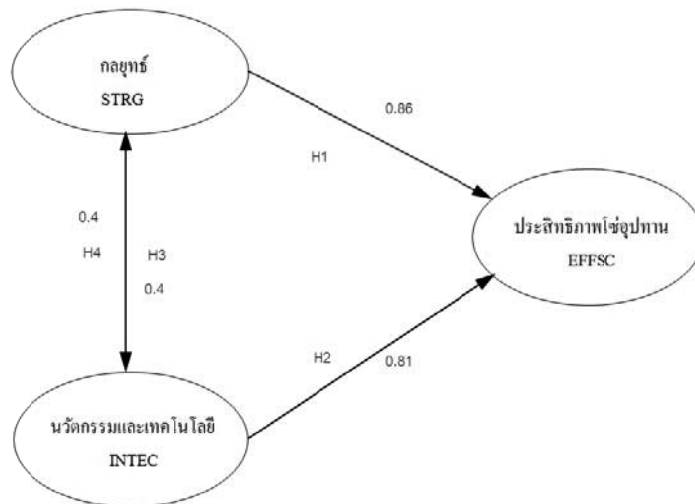 กลยุทธ์
STRG
0.86
H1
0.4
H4
H3
0.4
ประสิทธิภาพโซ่อุปทาน
EFFSC
H2
0.81
นวัตกรรมและเทคโนโลยี
INTEC